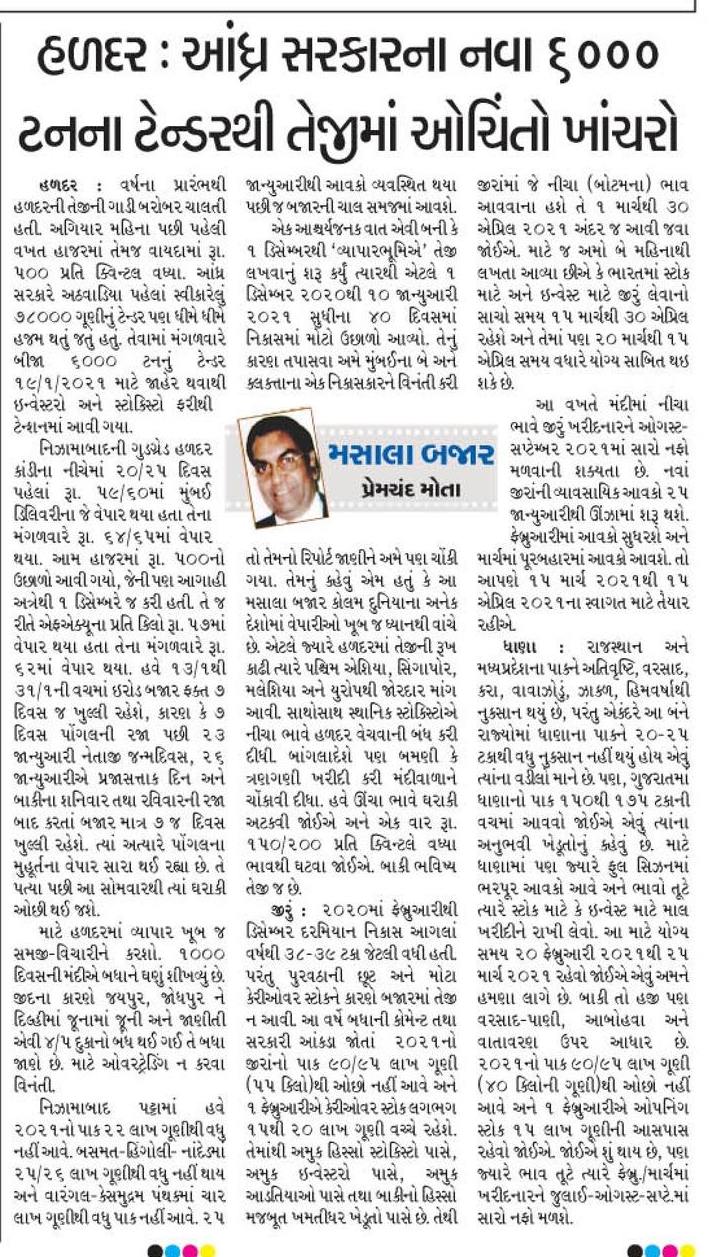 હળદર : આંધ્ર સરકારના નવા ૬૦૦૦
ટનના ટેન્ડરથી તેજીમાં ઓચિંતો ખાંચરો
હળદર : વર્ષના પ્રારંભથી
હળદરની તેજીની ગાડી બરોબર ચાલતી
હતી. અગિયાર મહિના પછી પહેલી
વખત હાજરમાં તેમજ વાયદામાં રૂા.
૫૦૦ પ્રતિ ક્વિન્ટલ વધ્યા. આંધ્ર
સરકારે અઠવાડિયા પહેલાં સ્વીકારેલું
૭૮૦૦૦ ગૂણીનું ટેન્ડર પણ ધીમે ધીમે
હજમ થતું જતું હતું. તેવામાં મંગળવારે
બીજા ૬૦૦૦ ટનનું ટેન્ડર
૧૯/૧/૨૦૨૧ માટે જાહેર થવાથી
ઇન્વેસ્ટરો અને સ્ટોકિસ્ટો ફરીથી
ટેન્શનમાં આવી ગયા.
નિઝામાબાદની ગુડગ્રેડ હળદર
કાંડીના નીચેમાં ૨૦/૨૫ દિવસ
પહેલાં રૂા. ૫૯/૬૦માં મુંબઈ
ડિલિવરીના જે વેપાર થયા હતા તેના
મંગળવારે રૂા. ૬૪/૬૫માં વેપાર
થયા. આમ હાજરમાં રૂા. ૫૦૦નો
ઉછાળો આવી ગયો, જેની પણ આગાહી
અત્રેથી ૧ ડિસેમ્બરે જ કરી હતી. તે જ
રીતે એફએક્યૂના પ્રતિ કિલો રૂા. ૫૭માં
વેપાર થયા હતા તેના મંગળવારે રૂા.
૬૨માં વેપાર થયા. હવે ૧૩/૧થી
૩૧/૧ની વચમાં ઇરોડ બજાર ફક્ત ૭
દિવસ જ ખુલ્લી રહેશે, કારણ કે ૭
દિવસ પોંગલની રજા પછી ૨૩
જાન્યુઆરી નેતાજી જન્મદિવસ, ૨૬
જાન્યુઆરીએ પ્રજાસત્તાક દિન અને
બાકીના શનિવાર તથા રવિવારની રજા
બાદ કરતાં બજાર માત્ર ૭ જ દિવસ
ખુલ્લી રહેશે. ત્યાં અત્યારે પોંગલના
મુહૂર્તના વેપાર સારા થઈ રહ્યા છે. તે
પત્યા પછી આ સોમવારથી ત્યાં ઘરાકી
ઓછી થઈ જશે.
માટે હળદરમાં વ્યાપાર ખૂબ જ
સમજી-વિચારીને કરશો. ૧૦૦૦
દિવસની મંદીએ બધાને ઘણું શીખવ્યું છે.
જીદના કારણે જયપુર, જોધપુર ને
દિલ્હીમાં જૂનામાં જૂની અને જાણીતી
એવી ૪/૫ દુકાનો બંધ થઈ ગઈ તે બધા
જાણે છે. માટે ઓવરટ્રેડિંગ ન કરવા
વિનંતી.
નિઝામાબાદ પટ્ટામાં હવે
૨૦૨૧નો પાક ૨૨ લાખ ગૂણીથી વધુ
નહીં આવે. બસમત-હિંગોલી- નાંદેડમાં
૨૫/૨૬ લાખ ગૂણીથી વધુ નહીં થાય
અને વારંગલ-કેસમુદ્રમ પંથકમાં ચાર
લાખ ગૂણીથી વધુ પાક નહીં આવે. ૨૫
જાન્યુઆરીથી આવકો વ્યવસ્થિત થયા
પછી જ બજારની ચાલ સમજમાં આવશે.
એક આશ્ચર્યજનક વાત એવી બની કે
૧ ડિસેમ્બરથી 'વ્યાપારભૂમિએ' તેજી
લખવાનું શરૂ કર્યું ત્યારથી એટલે ૧
ડિસેમ્બર ૨૦૨૦થી ૧૦ જાન્યુઆરી
૨૦૨૧ સુધીના ૪૦ દિવસમાં
નિકાસમાં મોટો ઉછાળો આવ્યો. તેનું
કારણ તપાસવા અમે મુંબઈના બે અને
કલકત્તાના એક નિકાસકારને વિનંતી કરી
મસાલા બજાર
પ્રેમચંદ મોતા
તો તેમનો રિપોર્ટ જાણીને અમે પણ ચોંકી
ગયા. તેમનું કહેવું એમ હતું કે આ
મસાલા બજાર કોલમ દુનિયાના અનેક
દેશોમાં વેપારીઓ ખૂબ જ ધ્યાનથી વાંચે
છે. એટલે જ્યારે હળદરમાં તેજીની રૂખ
કાઢી ત્યારે પશ્ચિમ એશિયા, સિંગાપોર,
મલેશિયા અને યુરોપથી જોરદાર માંગ
આવી. સાથોસાથ સ્થાનિક સ્ટોકિસ્ટોએ
નીચા ભાવે હળદર વેચવાની બંધ કરી
દીધી. બાંગલાદેશે પણ બમણી કે
ત્રણગણી ખરીદી કરી મંદીવાળાને
ચોંકાવી દીધા. હવે ઊંચા ભાવે ઘરાકી
અટકવી જોઈએ અને એક વાર રૂા.
૧૫૦/૨૦૦ પ્રતિ ક્વિન્ટલે વધ્યા
ભાવથી ઘટવા જોઈએ. બાકી ભવિષ્ય
તેજી જ છે.
જીરું : ૨૦૨૦માં ફેબ્રુઆરીથી
ડિસેમ્બર દરમિયાન નિકાસ આગલાં
વર્ષથી ૩૮-૩૯ ટકા જેટલી વધી હતી.
પરંતુ પુરવઠાની છૂટ અને મોટા
કેરીઓવર સ્ટોકને કારણે બજારમાં તેજી
ન આવી. આ વર્ષે બધાની કોમેન્ટ તથા
સરકારી આંકડા જોતાં ૨૦૨૧નો
જીરાંનો પાક ૯૦/૯૫ લાખ ગૂણી
(૫૫ કિલો)થી ઓછો નહીં આવે અને
૧ ફેબ્રુઆરીએ કેરીઓવર સ્ટોક લગભગ
૧૫થી ૨૦ લાખ ગૂણી વચ્ચે રહેશે.
તેમાંથી અમુક હિસ્સો સ્ટોકિસ્ટો પાસે,
અમુક ઇન્વેસ્ટરો પાસે, અમુક
આડતિયાઓ પાસે તથા બાકીનો હિસ્સો
મજબૂત ખમતીધર ખેડૂતો પાસે છે. તેથી
જીરાંમાં જે નીચા (બોટમના) ભાવ
આવવાના હશે તે ૧ માર્ચથી ૩૦
એપ્રિલ ૨૦૨૧ અંદર જ આવી જવા
જોઈએ. માટે જ અમો બે મહિનાથી
લખતા આવ્યા છીએ કે ભારતમાં સ્ટોક
માટે અને ઇન્વેસ્ટ માટે જીરું લેવાનો
સાચો સમય ૧૫ માર્ચથી ૩૦ એપ્રિલ
રહેશે અને તેમાં પણ ૨૦ માર્ચથી ૧૫
એપ્રિલ સમય વધારે યોગ્ય સાબિત થઇ
શકે છે.
આ વખતે મંદીમાં નીચા
ભાવે જીરું ખરીદનારને ઓગસ્ટ-
સપ્ટેમ્બર ૨૦૨૧માં સારો નફો
મળવાની શક્યતા છે. નવાં
જીરાંની વ્યાવસાયિક આવકો ૨૫
જાન્યુઆરીથી ઊંઝામાં શરૂ થશે.
ફેબ્રુઆરીમાં આવકો સુધરશે અને
માર્ચમાં પૂરબહારમાં આવકો આવશે. તો
આપણે ૧૫ માર્ચ ૨૦૨૧થી ૧૫
એપ્રિલ ૨૦૨૧ના સ્વાગત માટે તૈયાર
રહીએ.
ધાણા : રાજસ્થાન અને
મધ્યપ્રદેશના પાકને અતિવૃષ્ટિ, વરસાદ,
કરા, વાવાઝોડું, ઝાકળ, હિમવર્ષાથી
નુક્સાન થયું છે, પરંતુ એકંદરે આ બંને
રાજ્યોમાં ધાણાના પાકને ૨૦-૨૫
ટકાથી વધુ નુક્સાન નહીં થયું હોય એવું
ત્યાંના વડીલો માને છે. પણ, ગુજરાતમાં
ધાણાનો પાક ૧૫૦થી ૧૭૫ ટકાની
વચમાં આવવો જોઈએ એવું ત્યાંના
અનુભવી ખેડૂતોનું કહેવું છે. માટે
ધાણામાં પણ જ્યારે ફુલ સિઝનમાં
ભરપૂર આવકો આવે અને ભાવો તૂટે
ત્યારે સ્ટોક માટે કે ઇન્વેસ્ટ માટે માલ
ખરીદીને રાખી લેવો. આ માટે યોગ્ય
સમય ૨૦ ફેબ્રુઆરી ૨૦૨૧થી ૨૫
માર્ચ ૨૦૨૧ રહેવો જોઈએ એવું અમને
હમણા લાગે છે. બાકી તો હજી પણ
વરસાદ-પાણી, આબોહવા અને
વાતાવરણ ઉપર આધાર છે.
૨૦૨૧નો પાક ૯૦/૯૫ લાખ ગૂણી
(૪૦ કિલોની ગૂણી)થી ઓછો નહીં
આવે અને ૧ ફેબ્રુઆરીએ ઓપનિંગ
સ્ટોક ૧૫ લાખ ગૂણીની આસપાસ
રહેવો જોઈએ. જોઈએ શું થાય છે, પણ
જ્યારે ભાવ તૂટે ત્યારે ફેબ્રુ./માર્ચમાં
ખરીદનારને જુલાઈ-ઓગસ્ટ-સપ્ટે.માં
સારો નફો મળશે.